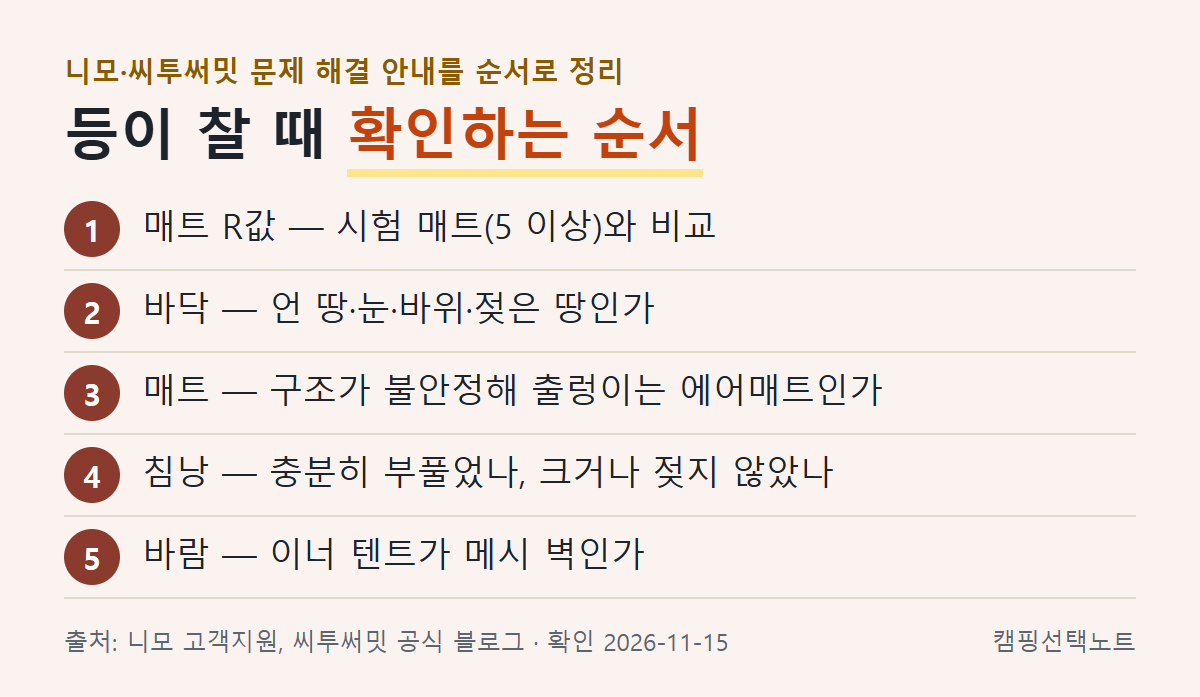 니모·씨투써밋 문제 해결 안내를 순서로 정리
등이 찰 때 확인하는 순서
1 매트 R값 — 시험 매트(5 이상)와 비교
2 바닥 — 언 땅·눈·바위·젖은 땅인가
3 매트 — 구조가 불안정해 출렁이는 에어매트인가
4 침낭 — 충분히 부풀었나, 크거나 젖지 않았나
5 바람 — 이너 텐트가 메시 벽인가
출처: 니모 고객지원, 씨투써밋 공식 블로그 · 확인 2026-11-15
캠핑선택노트